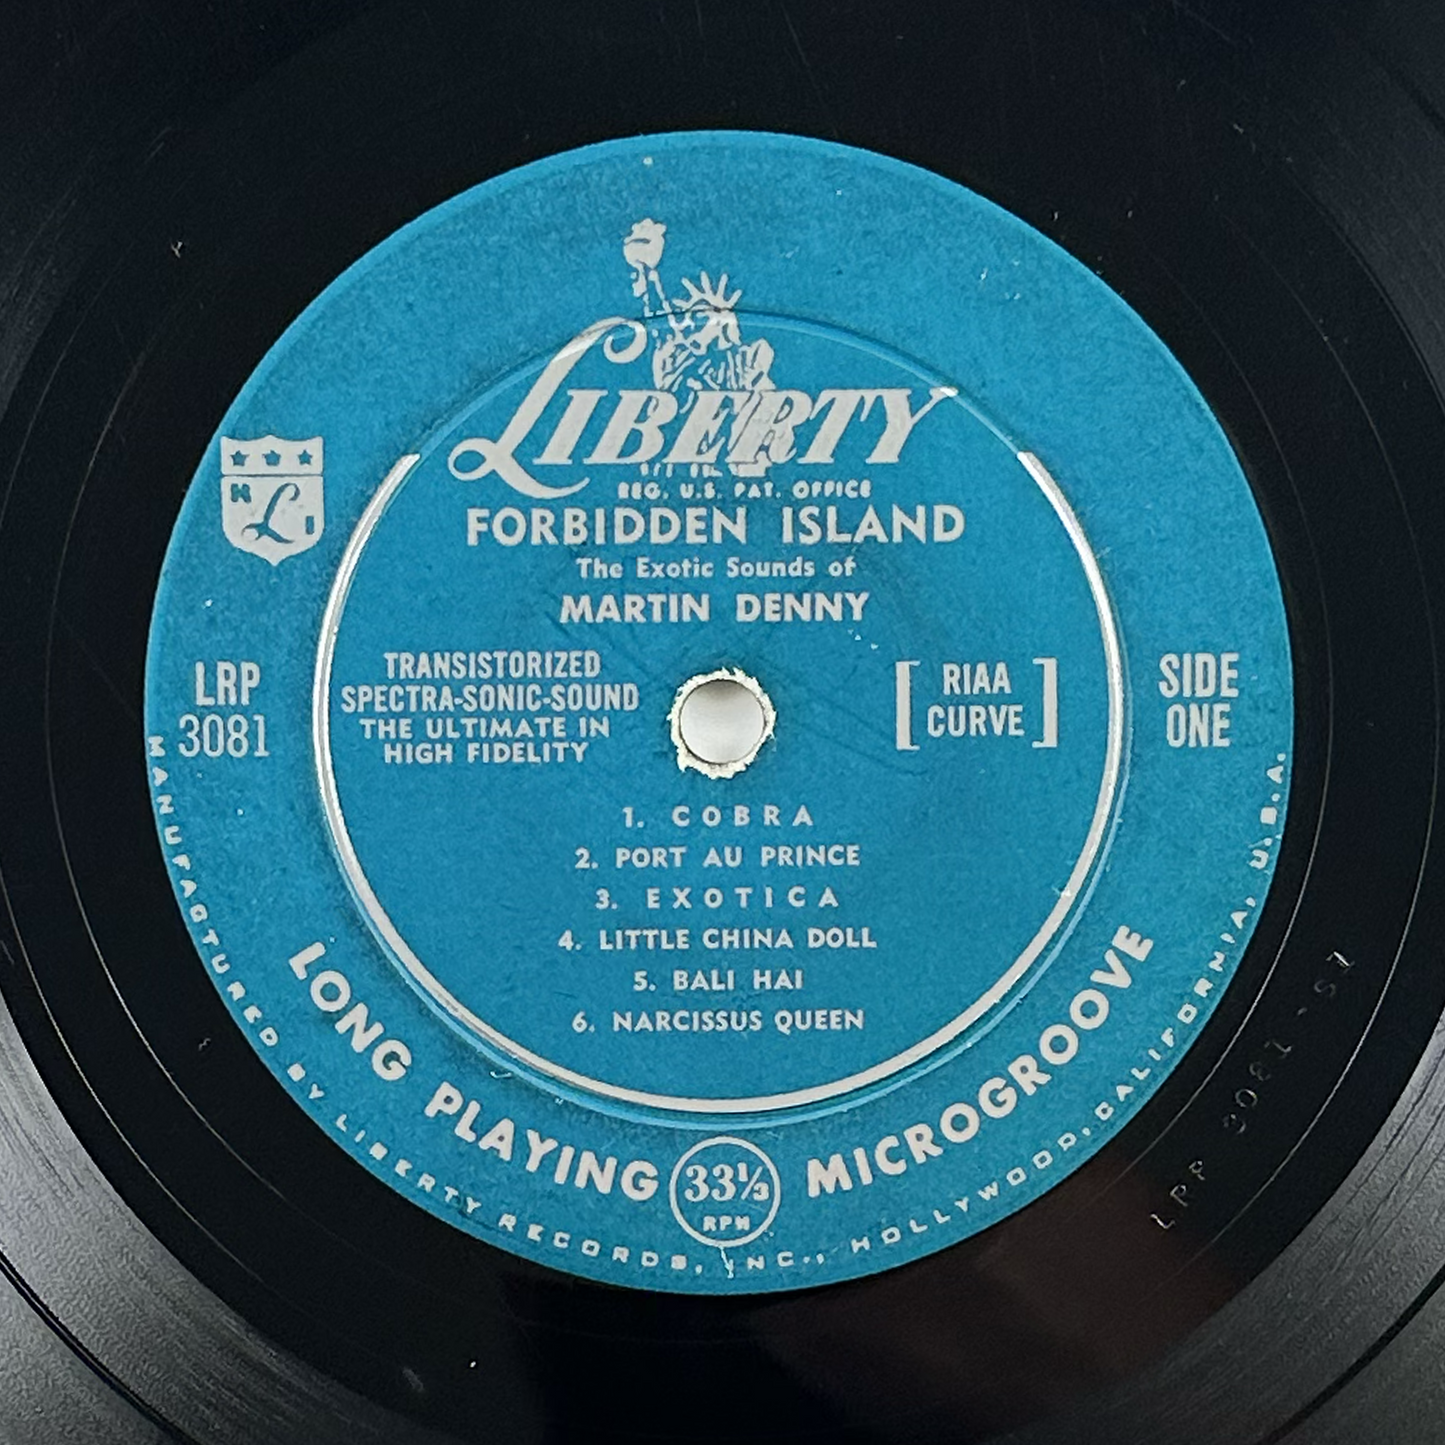 LIBERTY
REG. U.S. PAT. OFFICE
FORBIDDEN ISLAND
The Exotic Sounds of
MARTIN DENNY
L
LRP
3081
TRANSISTORIZED
SPECTRA-SONIC-SOUND
THE ULTIMATE IN
HIGH FIDELITY
[RIAA
CURVE]
SIDE
ONE
1. COBRA
2. PORT AU PRINCE
3. EXOTICA
4. LITTLE CHINA DOLL
5. BALI HAI
6. NARCISSUS QUEEN
LONG PLAYING 33⅓ MICROGROOVE
RPM
MANUFACTURED BY LIBERTY RECORDS, INC., HOLLYWOOD, CALIFORNIA, U.S.A.
LRP 3081-S1